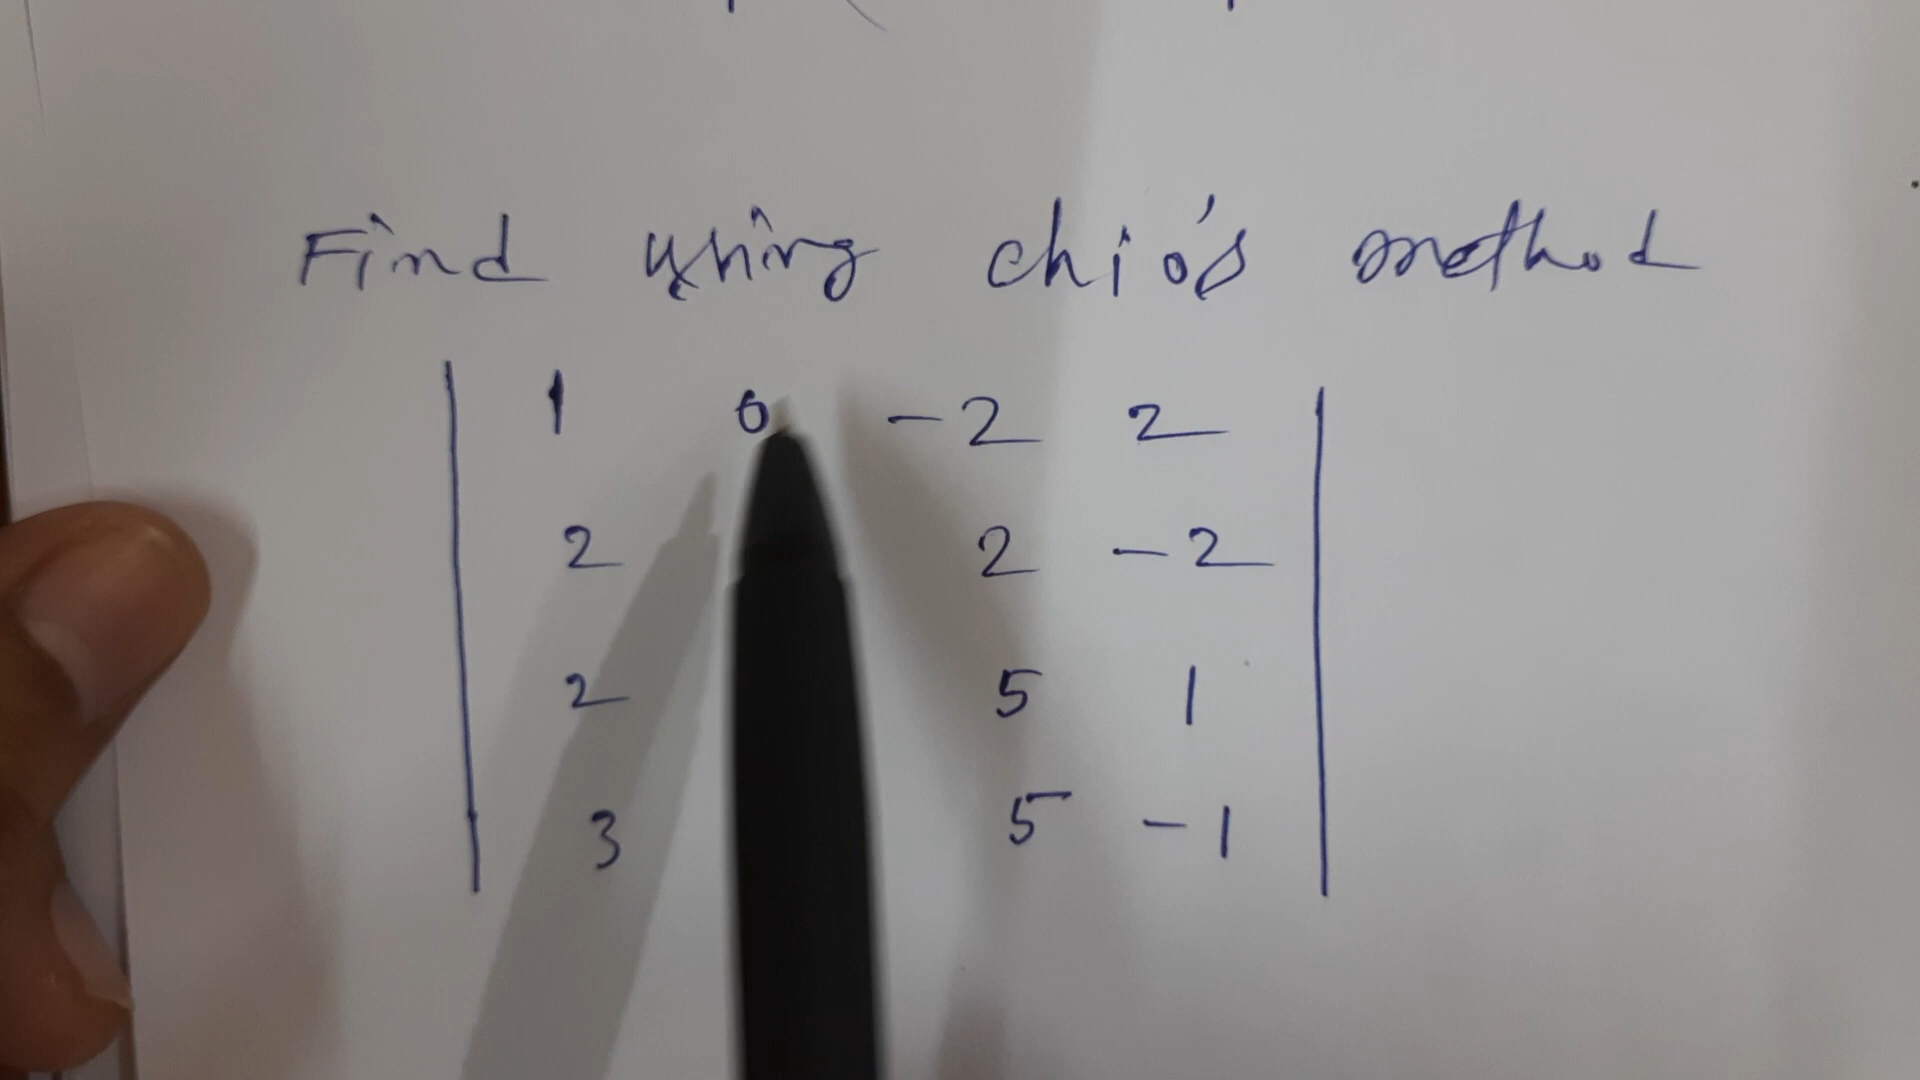 Find using chio's method
1 0 -2 2
2 2 -2
2 5 1
3 5 -1